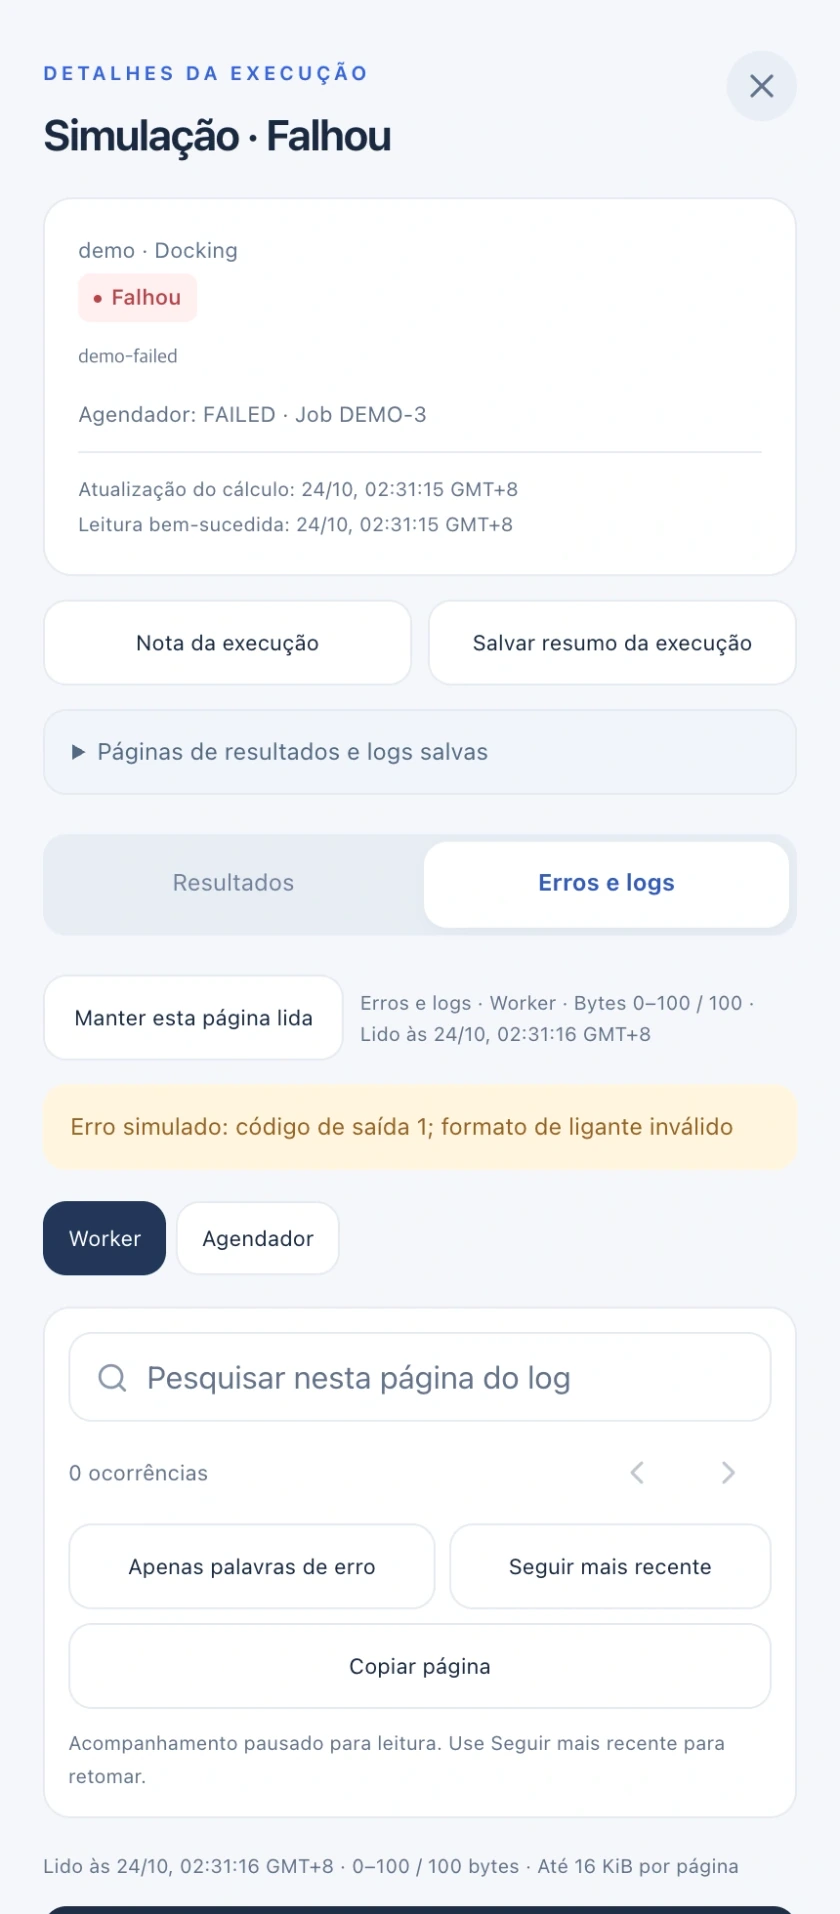 DETALHES DA EXECUÇÃO
Simulação · Falhou
demo · Docking
• Falhou
demo-failed
Agendador: FAILED · Job DEMO-3
Atualização do cálculo: 24/10, 02:31:15 GMT+8
Leitura bem-sucedida: 24/10, 02:31:15 GMT+8
Nota da execução
Salvar resumo da execução
Páginas de resultados e logs salvas
Resultados
Erros e logs
Manter esta página lida
Erros e logs · Worker · Bytes 0–100 / 100 ·
Lido às 24/10, 02:31:16 GMT+8
Erro simulado: código de saída 1; formato de ligante inválido
Worker
Agendador
Pesquisar nesta página do log
0 ocorrências
Apenas palavras de erro
Seguir mais recente
Copiar página
Acompanhamento pausado para leitura. Use Seguir mais recente para
retomar.
Lido às 24/10, 02:31:16 GMT+8 · 0–100 / 100 bytes · Até 16 KiB por página